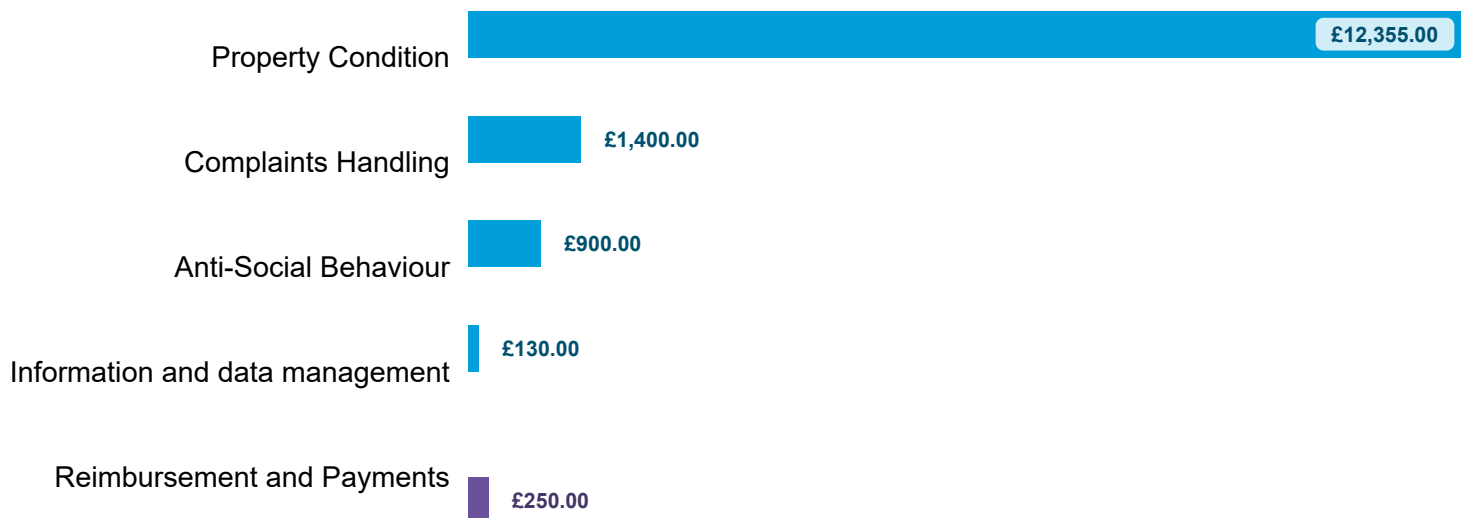 Property Condition
£12,355.00
Complaints Handling
£1,400.00
Anti-Social Behaviour
£900.00
Information and data management
£130.00
Reimbursement and Payments
£250.00